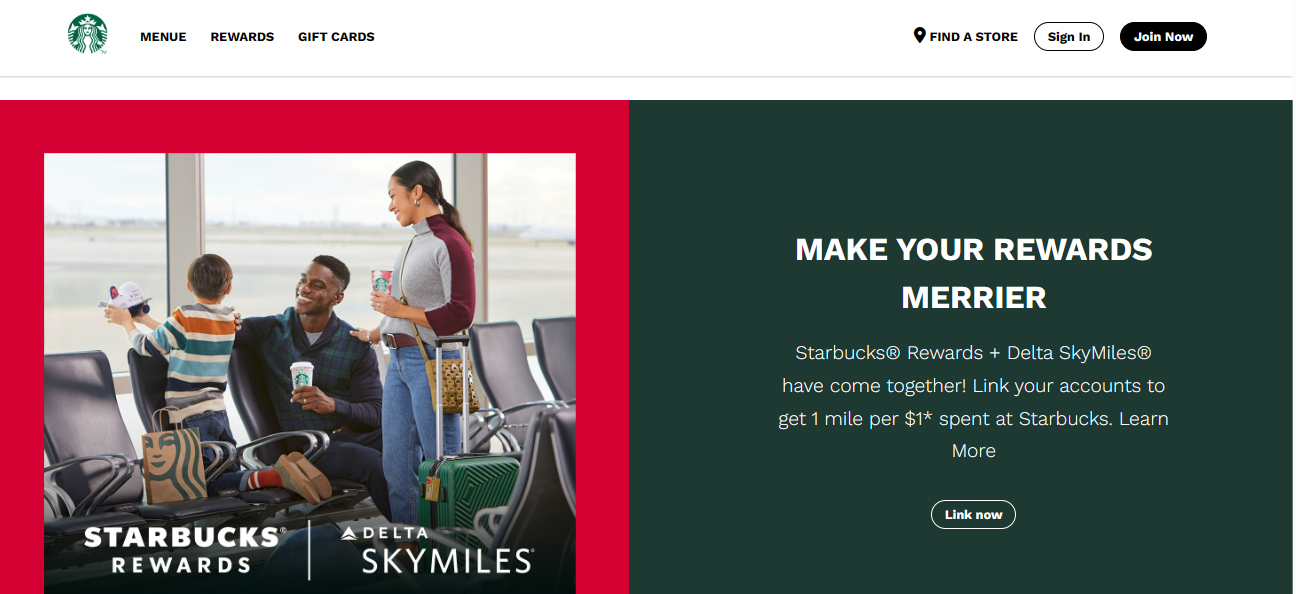 MENUE REWARDS GIFT CARDS FIND A STORE Sign In Join Now
STARBUCKS®
REWARDS
DELTA
SKYMILES®
MAKE YOUR REWARDS
MERRIER
Starbucks® Rewards + Delta SkyMiles®
have come together! Link your accounts to
get 1 mile per $1* spent at Starbucks. Learn
More
Link now